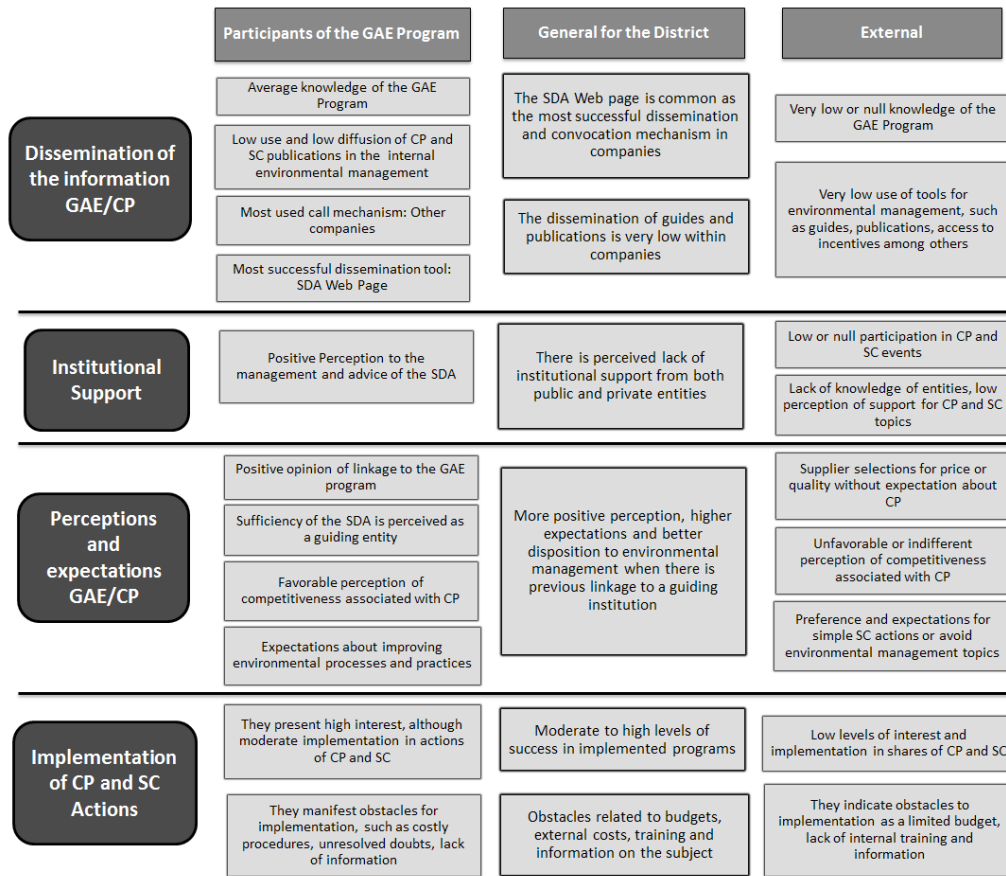 Participants of the GAE Program
General for the District
External
Dissemination of
the information
GAE/CP
Average knowledge of the GAE
Program
Low use and low diffusion of CP and
SC publications in the internal
environmental management
Most used call mechanism: Other
companies
Most successful dissemination tool:
SDA Web Page
The SDA Web page is common as
the most successful dissemination
and convocation mechanism in
companies
The dissemination of guides and
publications is very low within
companies
Very low or null knowledge of the
GAE Program
Very low use of tools for
environmental management, such
as guides, publications, access to
incentives among others
Institutional
Support
Positive Perception to the
management and advice of the SDA
There is perceived lack of
institutional support from both
public and private entities
Low or null participation in CP and
SC events
Lack of knowledge of entities, low
perception of support for CP and SC
topics
Perceptions
and
expectations
GAE/CP
Positive opinion of linkage to the GAE
program
Sufficiency of the SDA is perceived as
a guiding entity
Favorable perception of
competitiveness associated with CP
Expectations about improving
environmental processes and practices
More positive perception, higher
expectations and better
disposition to environmental
management when there is
previous linkage to a guiding
institution
Supplier selections for price or
quality without expectation about
CP
Unfavorable or indifferent
perception of competitiveness
associated with CP
Preference and expectations for
simple SC actions or avoid
environmental management topics
Implementation
of CP and SC
Actions
They present high interest, although
moderate implementation in actions
of CP and SC
They manifest obstacles for
implementation, such as costly
procedures, unresolved doubts, lack
of information
Moderate to high levels of
success in implemented programs
Obstacles related to budgets,
external costs, training and
information on the subject
Low levels of interest and
implementation in shares of CP and SC
They indicate obstacles to
implementation as a limited budget,
lack of internal training and
information